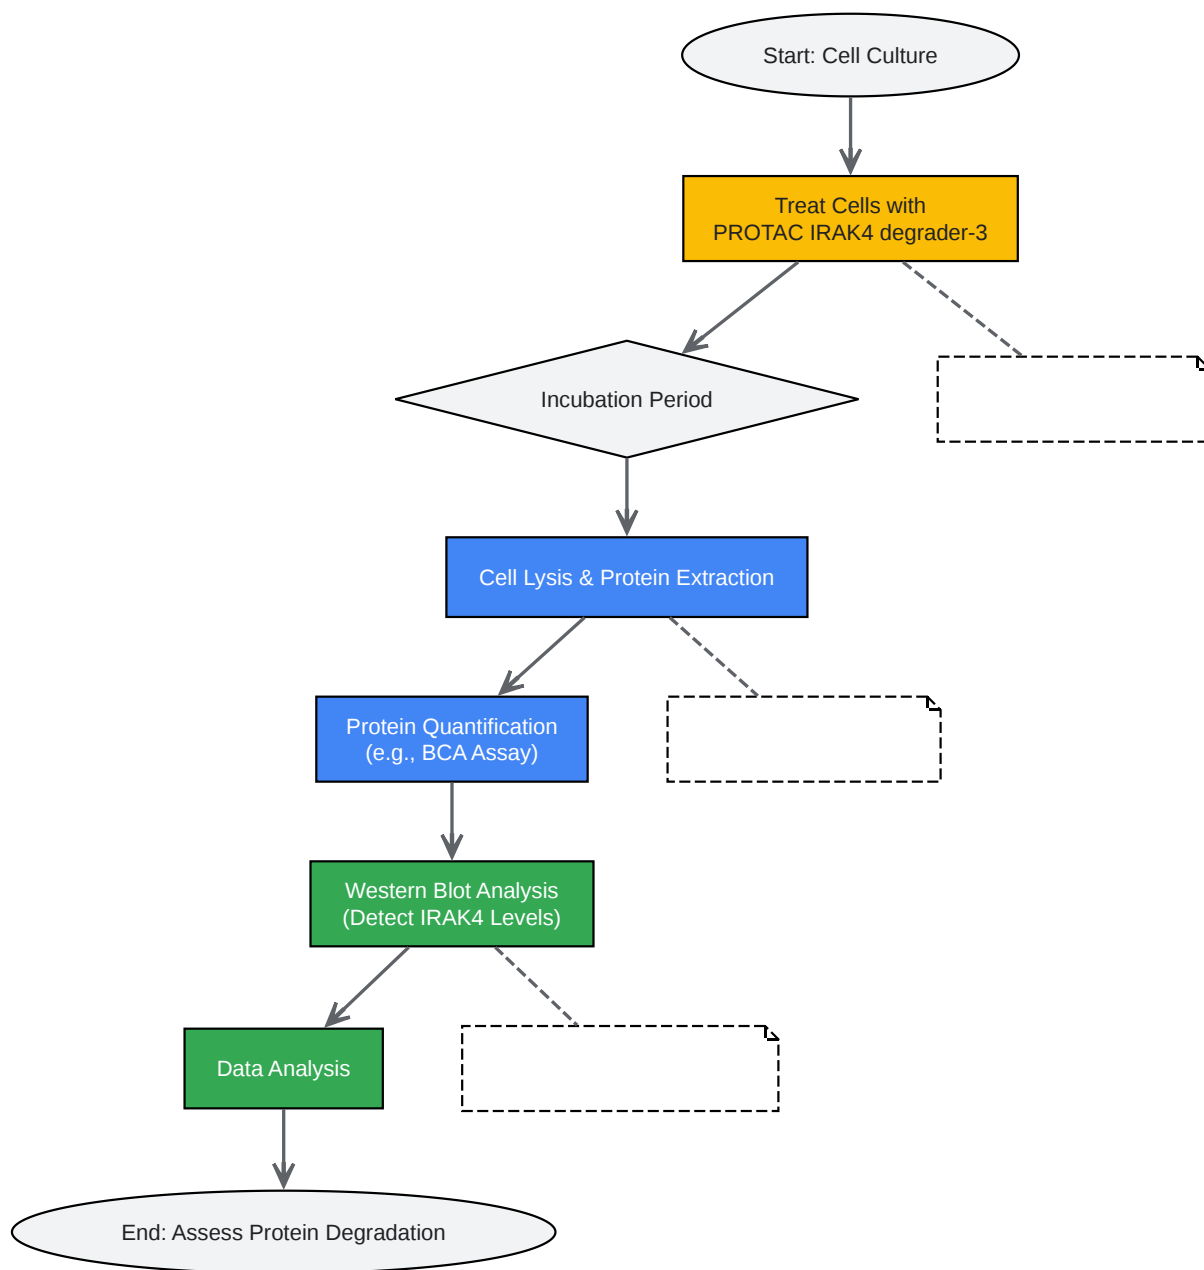 Start: Cell Culture
Treat Cells with
PROTAC IRAK4 degrader-3
Incubation Period
Cell Lysis & Protein Extraction
Protein Quantification
(e.g., BCA Assay)
Western Blot Analysis
(Detect IRAK4 Levels)
Data Analysis
End: Assess Protein Degradation